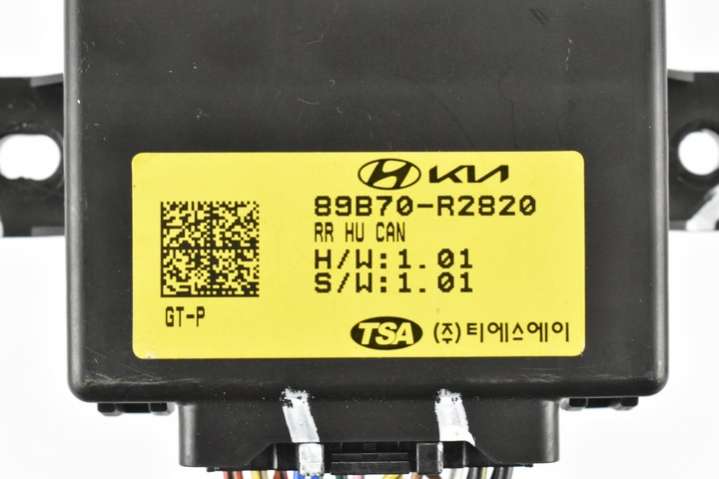 KIA
89B70-R2820
RR HU CAN
H/W:1.01
S/W:1.01
GT-P
TSA (주)티에스에이